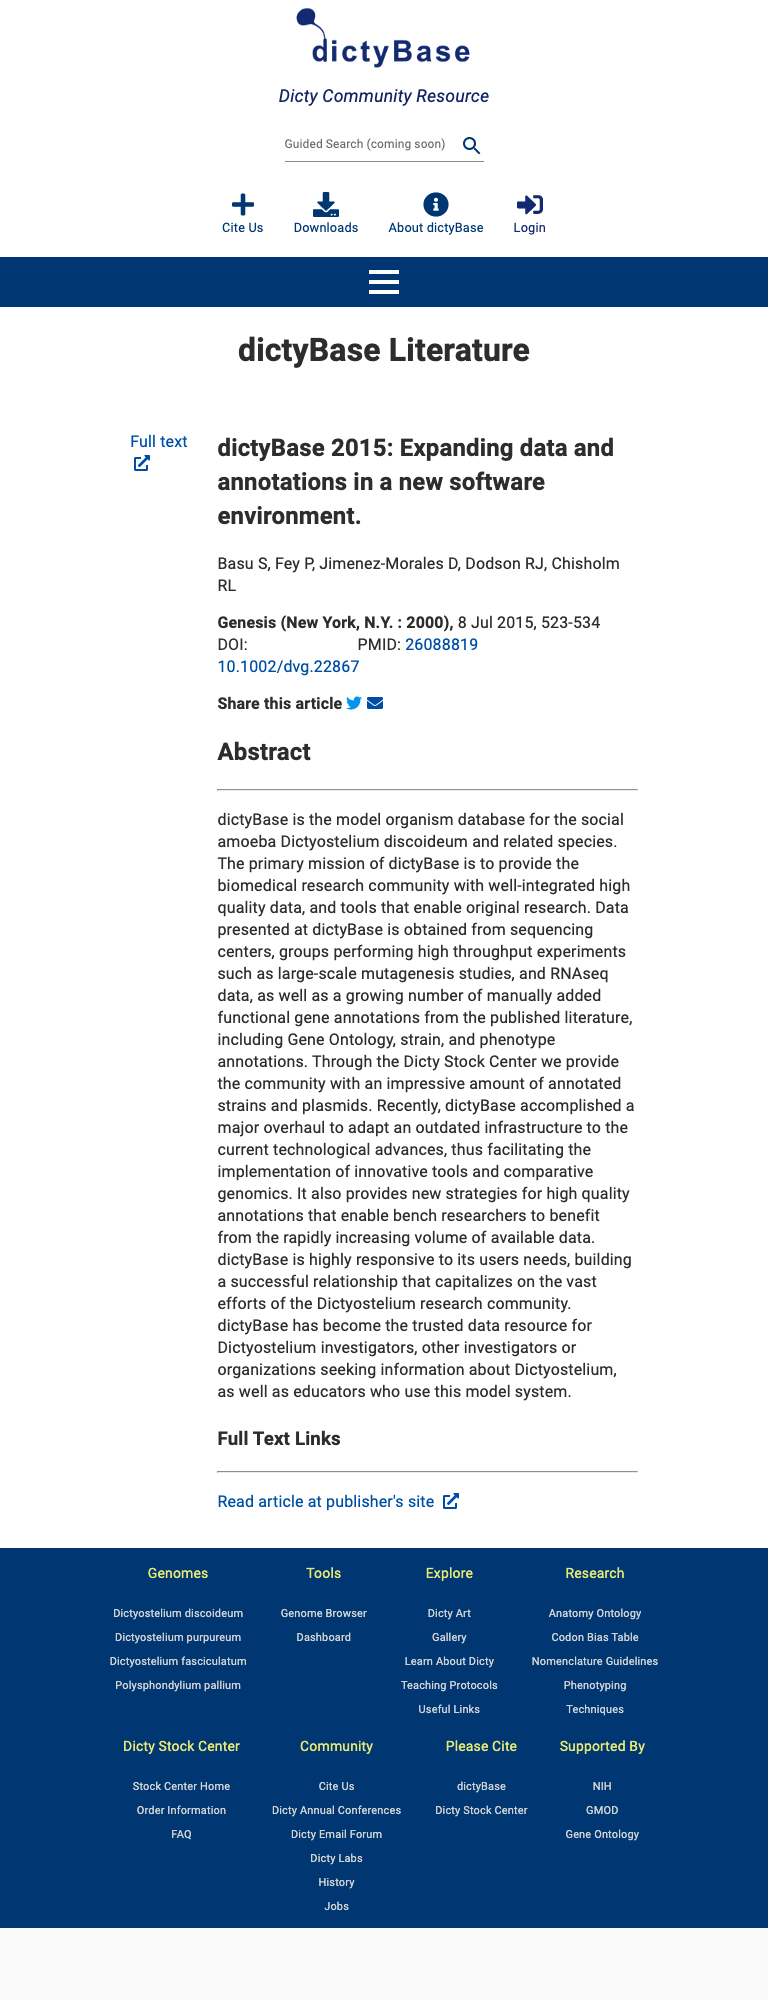 dictyBase
Dicty Community Resource
Guided Search (coming soon)
Cite Us Downloads About dictyBase Login
dictyBase Literature
Full text
dictyBase 2015: Expanding data and
annotations in a new software
environment.
Basu S, Fey P, Jimenez-Morales D, Dodson RJ, Chisholm
RL
Genesis (New York, N.Y. : 2000), 8 Jul 2015, 523-534
DOI: PMID: 26088819
10.1002/dvg.22867
Share this article
Abstract
dictyBase is the model organism database for the social
amoeba Dictyostelium discoideum and related species.
The primary mission of dictyBase is to provide the
biomedical research community with well-integrated high
quality data, and tools that enable original research. Data
presented at dictyBase is obtained from sequencing
centers, groups performing high throughput experiments
such as large-scale mutagenesis studies, and RNAseq
data, as well as a growing number of manually added
functional gene annotations from the published literature,
including Gene Ontology, strain, and phenotype
annotations. Through the Dicty Stock Center we provide
the community with an impressive amount of annotated
strains and plasmids. Recently, dictyBase accomplished a
major overhaul to adapt an outdated infrastructure to the
current technological advances, thus facilitating the
implementation of innovative tools and comparative
genomics. It also provides new strategies for high quality
annotations that enable bench researchers to benefit
from the rapidly increasing volume of available data.
dictyBase is highly responsive to its users needs, building
a successful relationship that capitalizes on the vast
efforts of the Dictyostelium research community.
dictyBase has become the trusted data resource for
Dictyostelium investigators, other investigators or
organizations seeking information about Dictyostelium,
as well as educators who use this model system.
Full Text Links
Read article at publisher's site
Genomes
Dictyostelium discoideum
Dictyostelium purpureum
Dictyostelium fasciculatum
Polysphondylium pallium
Tools
Genome Browser
Dashboard
Explore
Dicty Art
Gallery
Learn About Dicty
Teaching Protocols
Useful Links
Research
Anatomy Ontology
Codon Bias Table
Nomenclature Guidelines
Phenotyping
Techniques
Dicty Stock Center
Stock Center Home
Order Information
FAQ
Community
Cite Us
Dicty Annual Conferences
Dicty Email Forum
Dicty Labs
History
Jobs
Please Cite
dictyBase
Dicty Stock Center
Supported By
NIH
GMOD
Gene Ontology